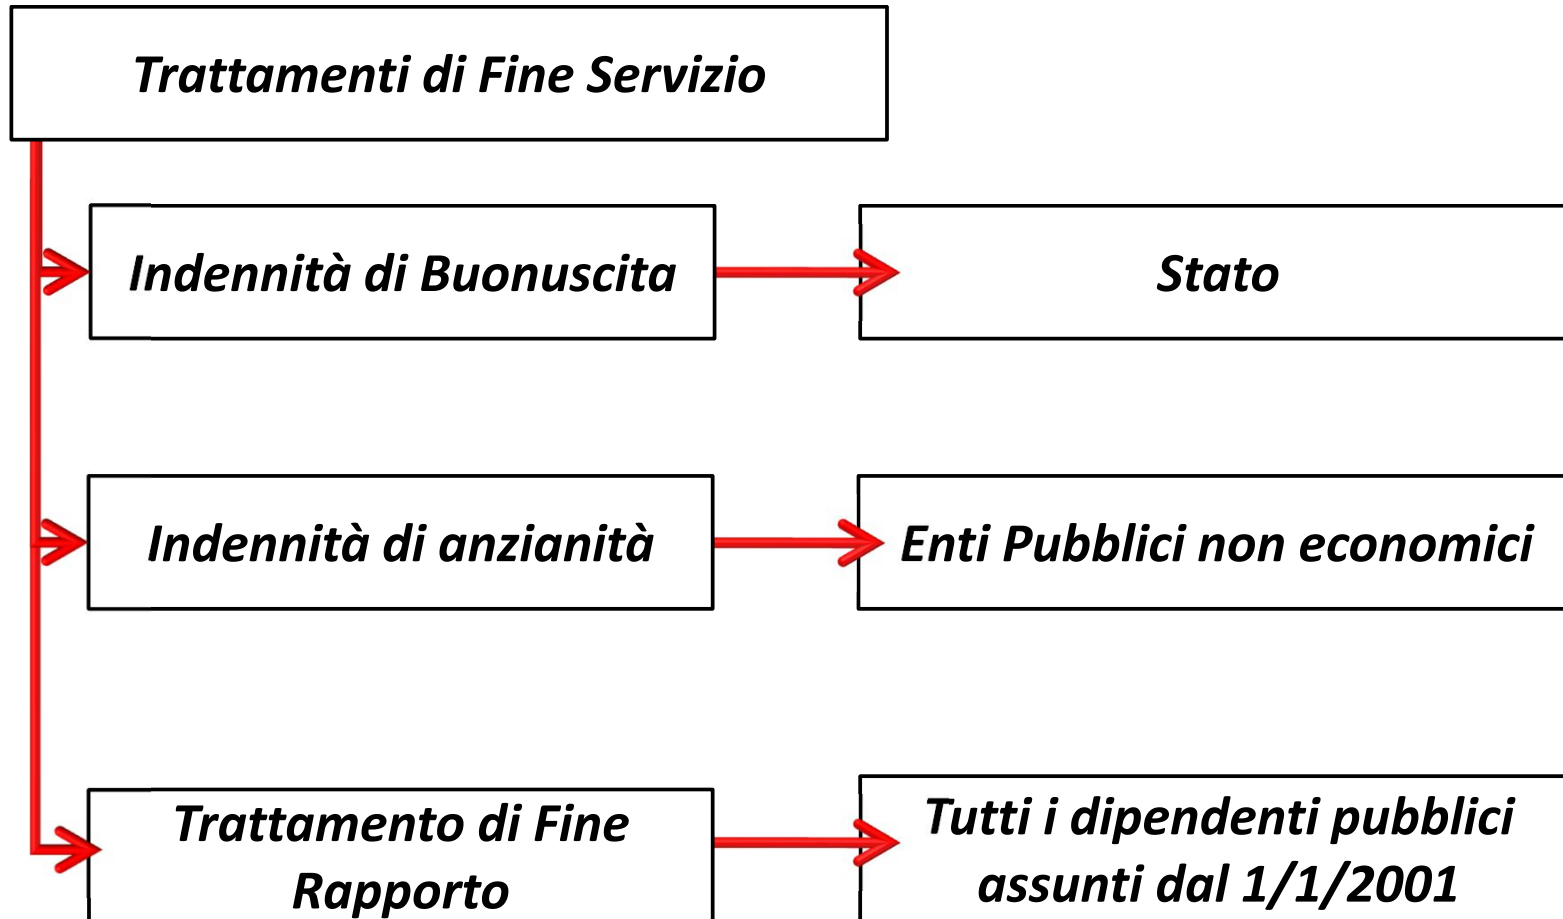 Trattamenti di Fine Servizio
Indennità di Buonuscita
Stato
Indennità di anzianità
Enti Pubblici non economici
Trattamento di Fine
Rapporto
Tutti i dipendenti pubblici
assunti dal 1/1/2001